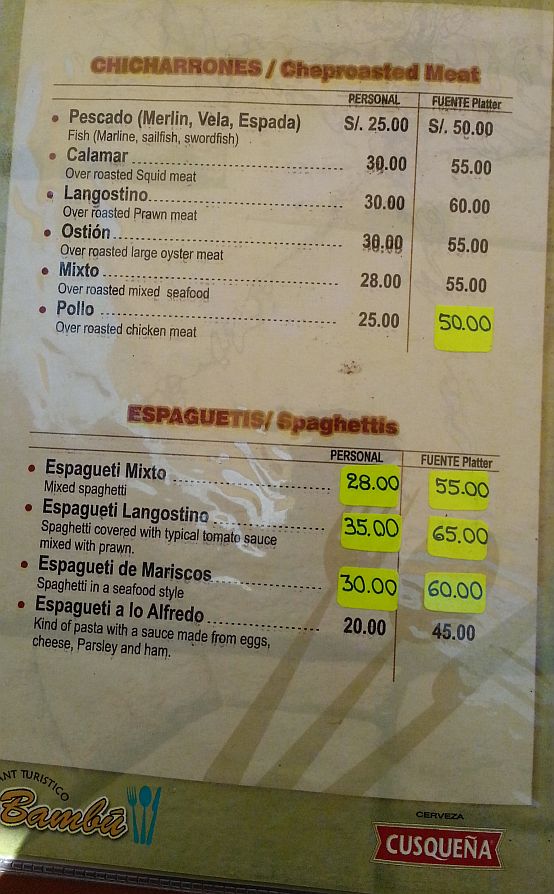 CHICHARRONES / Cheproasted Meat
PERSONAL FUENTE Platter
• Pescado (Merlin, Vela, Espada) S/. 25.00 S/. 50.00
Fish (Marline, sailfish, swordfish)
• Calamar 30.00 55.00
Over roasted Squid meat
• Langostino 30.00 60.00
Over roasted Prawn meat
• Ostión 30.00 55.00
Over roasted large oyster meat
• Mixto 28.00 55.00
Over roasted mixed seafood
• Pollo 25.00 50.00
Over roasted chicken meat
ESPAGUETIS/ Spaghettis
PERSONAL FUENTE Platter
• Espagueti Mixto 28.00 55.00
Mixed spaghetti
• Espagueti Langostino 35.00 65.00
Spaghetti covered with typical tomato sauce
mixed with prawn.
• Espagueti de Mariscos 30.00 60.00
Spaghetti in a seafood style
• Espagueti a lo Alfredo 20.00 45.00
Kind of pasta with a sauce made from eggs,
cheese, Parsley and ham.
ANT TURISTICO
Bambú
CERVEZA
CUSQUEÑA